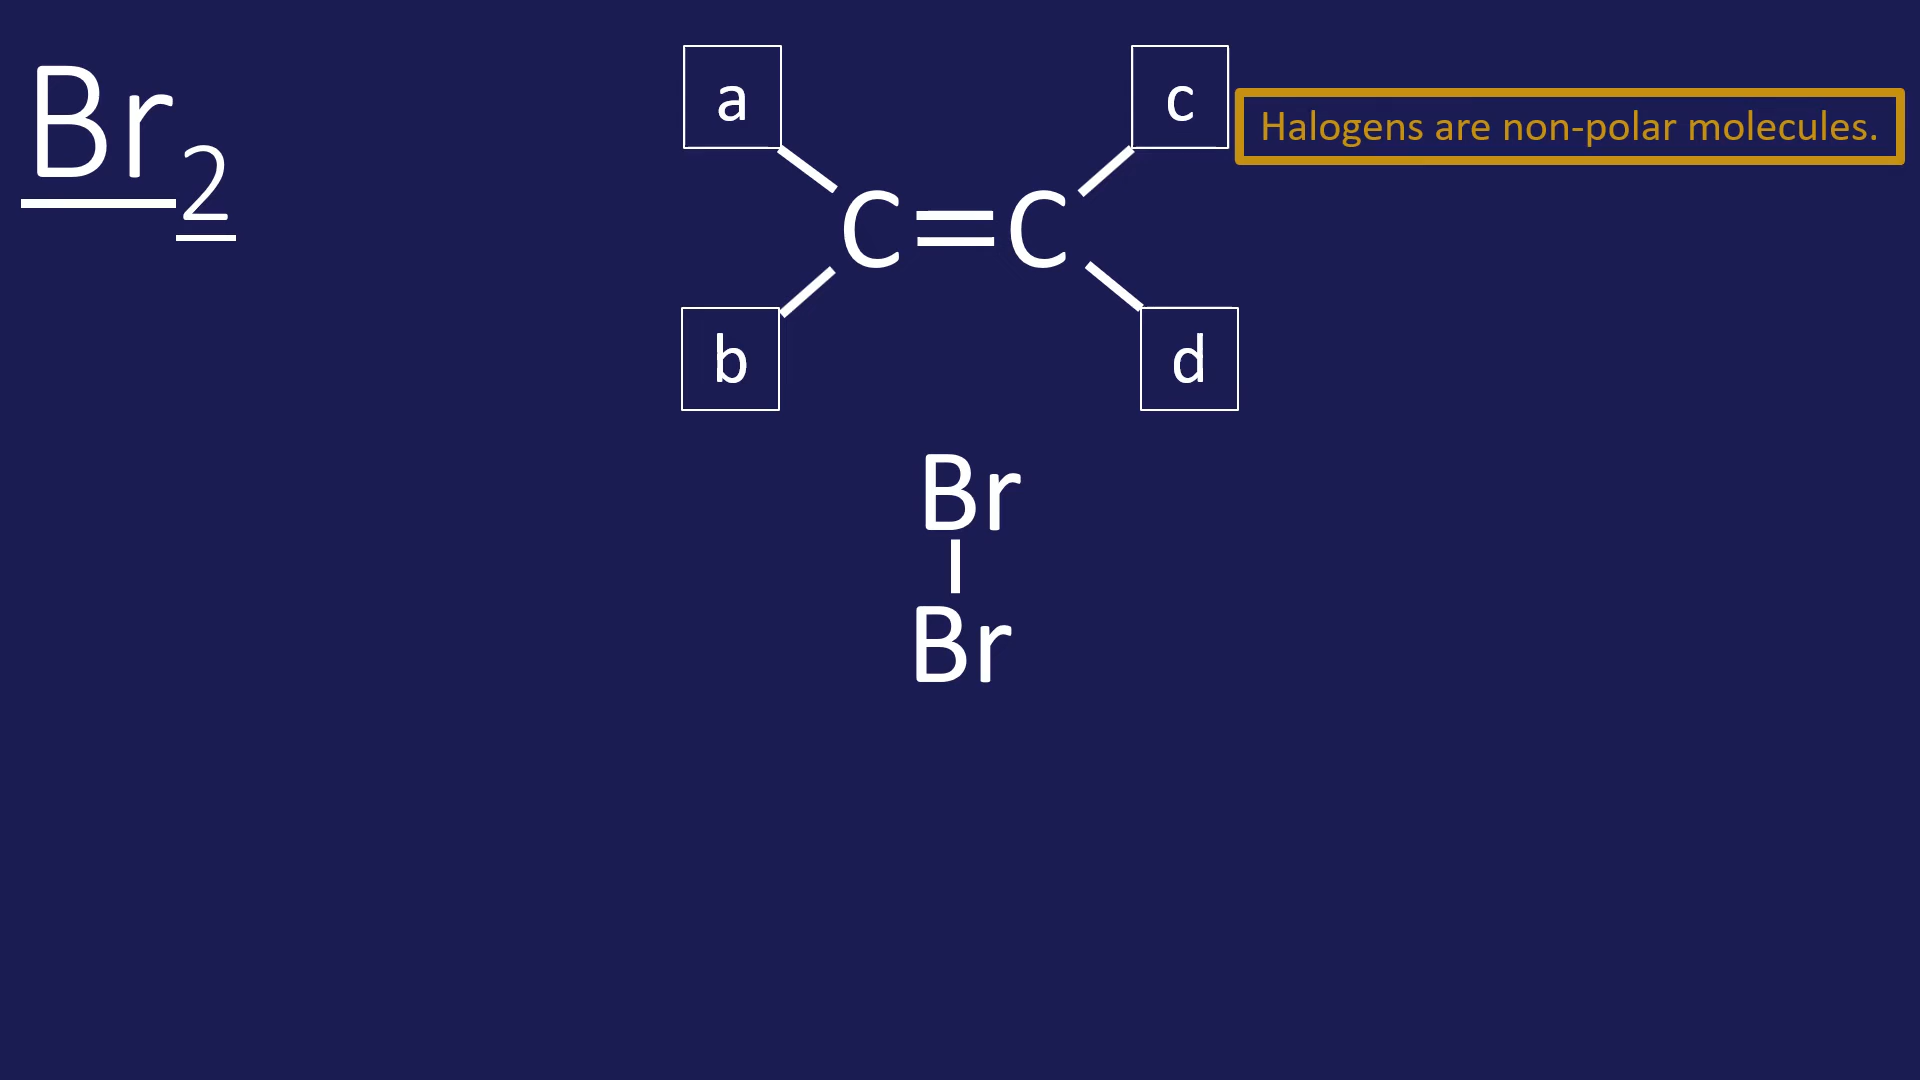 Br₂
a
c
Halogens are non-polar molecules.
C=C
b
d
Br
Br